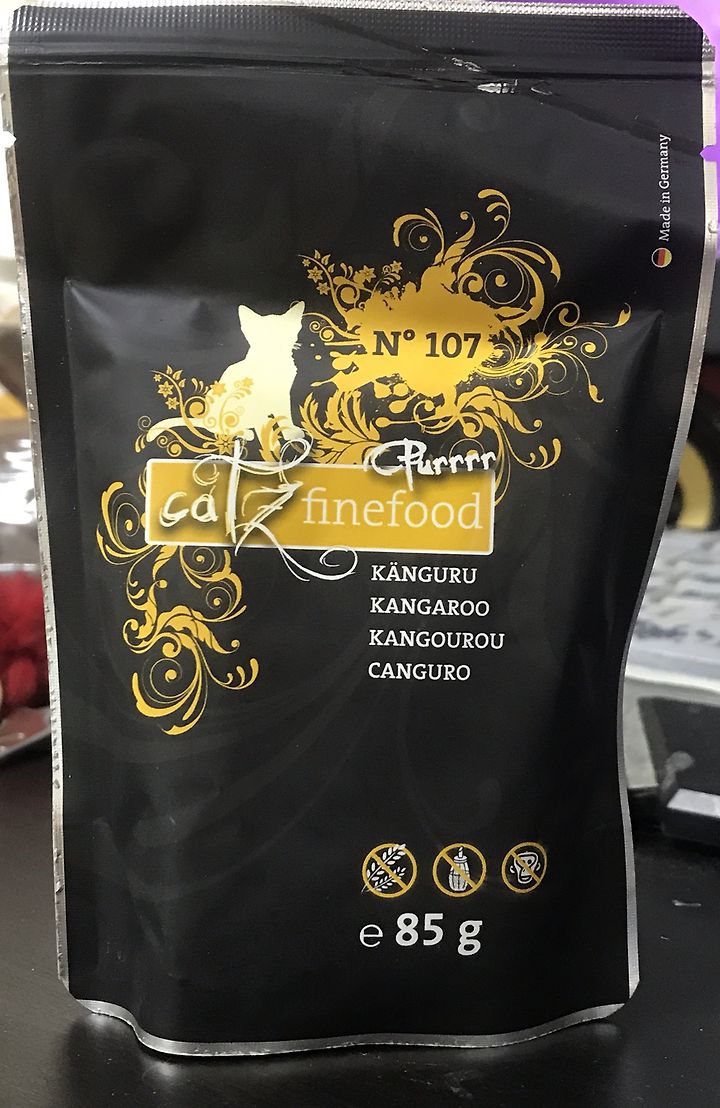 Made in Germany
N° 107
Purrrr
catz finefood
KÄNGURU
KANGAROO
KANGOUROU
CANGURO
e 85 g